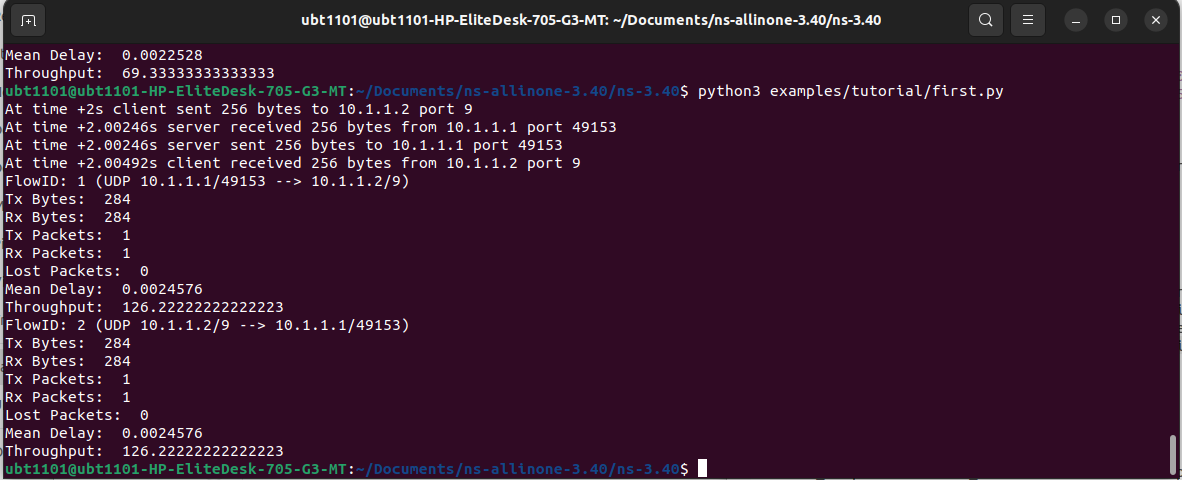 ubt1101@ubt1101-HP-EliteDesk-705-G3-MT: ~/Documents/ns-allinone-3.40/ns-3.40
Mean Delay:  0.0022528
Throughput:  69.33333333333333
ubt1101@ubt1101-HP-EliteDesk-705-G3-MT:~/Documents/ns-allinone-3.40/ns-3.40$ python3 examples/tutorial/first.py
At time +2s client sent 256 bytes to 10.1.1.2 port 9
At time +2.00246s server received 256 bytes from 10.1.1.1 port 49153
At time +2.00246s server sent 256 bytes to 10.1.1.1 port 49153
At time +2.00492s client received 256 bytes from 10.1.1.2 port 9
FlowID: 1 (UDP 10.1.1.1/49153 --> 10.1.1.2/9)
Tx Bytes:  284
Rx Bytes:  284
Tx Packets:  1
Rx Packets:  1
Lost Packets:  0
Mean Delay:  0.0024576
Throughput:  126.22222222222223
FlowID: 2 (UDP 10.1.1.2/9 --> 10.1.1.1/49153)
Tx Bytes:  284
Rx Bytes:  284
Tx Packets:  1
Rx Packets:  1
Lost Packets:  0
Mean Delay:  0.0024576
Throughput:  126.22222222222223
ubt1101@ubt1101-HP-EliteDesk-705-G3-MT:~/Documents/ns-allinone-3.40/ns-3.40$